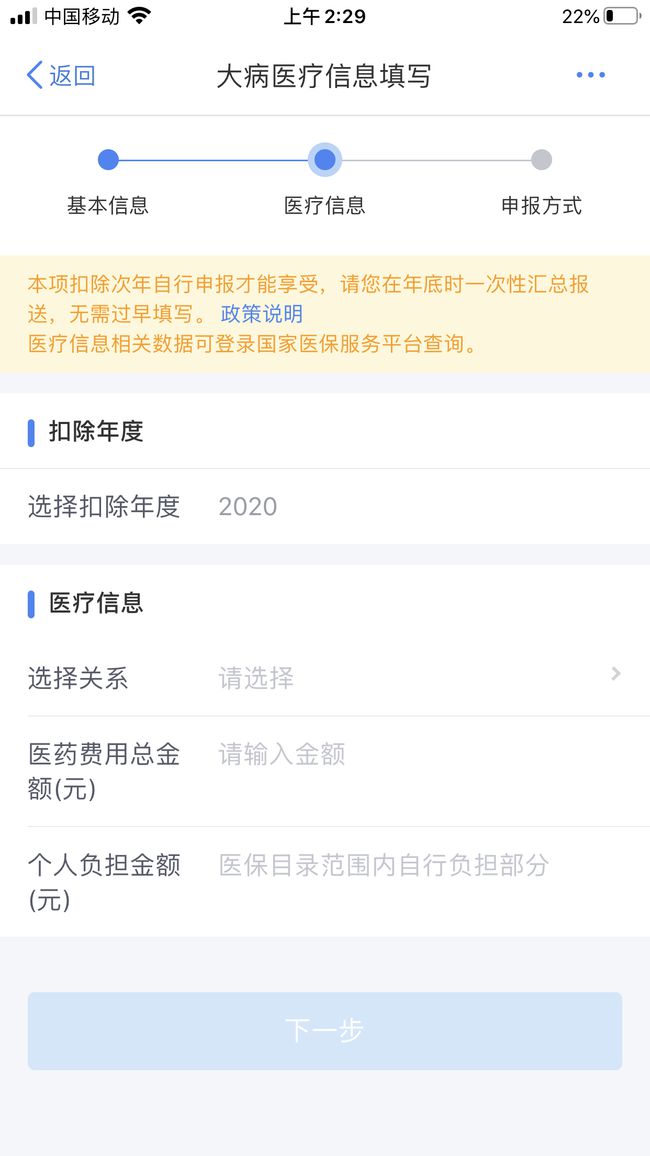 中国移动 上午 2:29 22%
返回 大病医疗信息填写
基本信息 医疗信息 申报方式
本项扣除次年自行申报才能享受，请您在年底时一次性汇总报
送，无需过早填写。 政策说明
医疗信息相关数据可登录国家医保服务平台查询。
扣除年度
选择扣除年度 2020
医疗信息
选择关系 请选择
医药费用总金 请输入金额
额(元)
个人负担金额 医保目录范围内自行负担部分
(元)
下一步